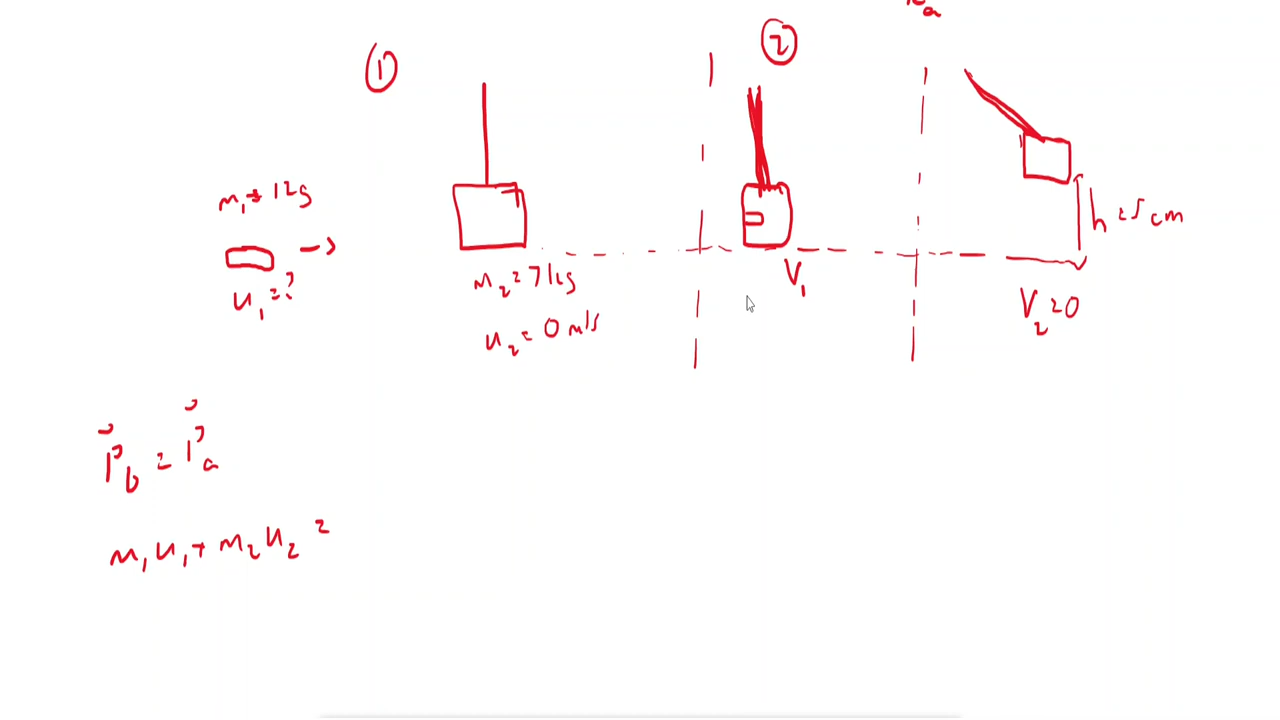 ①
②
m₁ = 12g
u₁ = ?
m₂ = 7kg
u₂ = 0 m/s
V₁
h = 5 cm
V₂ = 0
P⃗b = P⃗a
m₁u₁ + m₂u₂ =